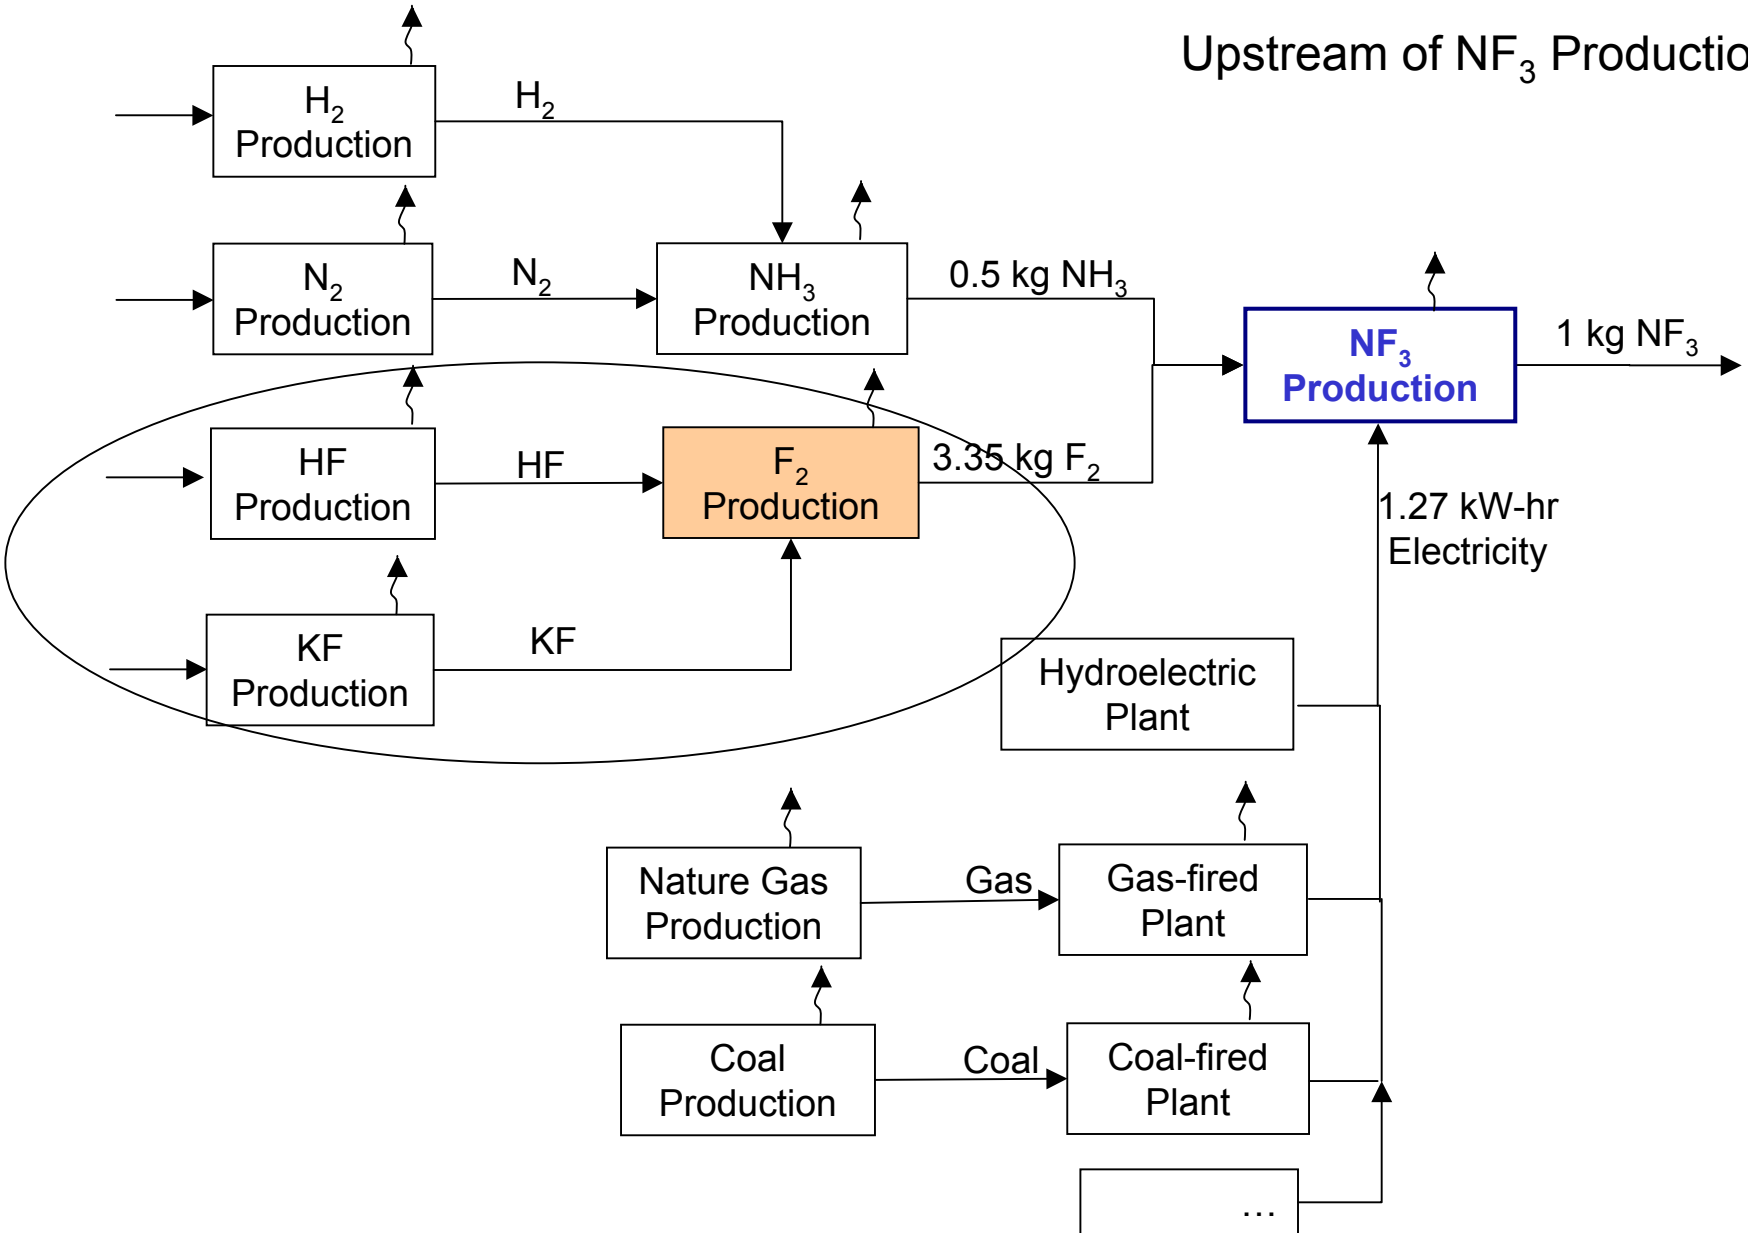 Upstream of NF₃ Productio
H₂
Production
H₂
N₂
Production
N₂
NH₃
Production
0.5 kg NH₃
NF₃
Production
1 kg NF₃
HF
Production
HF
F₂
Production
3.35 kg F₂
1.27 kW-hr
Electricity
KF
Production
KF
Hydroelectric
Plant
Nature Gas
Production
Gas
Gas-fired
Plant
Coal
Production
Coal
Coal-fired
Plant
...